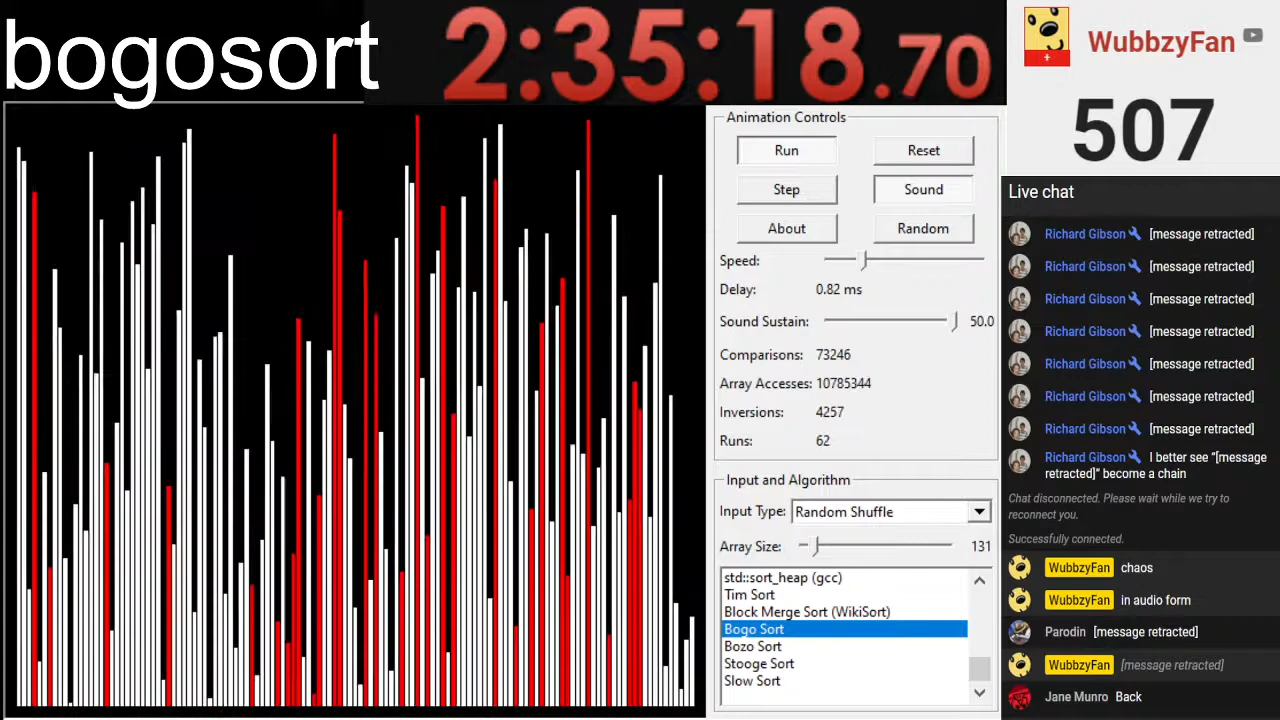 bogosort
2:35:18.70
WubbzyFan
507
Animation Controls
Run
Reset
Step
Sound
About
Random
Speed:
Delay: 0.82 ms
Sound Sustain: 50.0
Comparisons: 73246
Array Accesses: 10785344
Inversions: 4257
Runs: 62
Input and Algorithm
Input Type: Random Shuffle
Array Size: 131
std::sort_heap (gcc)
Tim Sort
Block Merge Sort (WikiSort)
Bogo Sort
Bozo Sort
Stooge Sort
Slow Sort
Live chat
Richard Gibson [message retracted]
Richard Gibson [message retracted]
Richard Gibson [message retracted]
Richard Gibson [message retracted]
Richard Gibson [message retracted]
Richard Gibson [message retracted]
Richard Gibson [message retracted]
Richard Gibson I better see "[message
retracted]" become a chain
Chat disconnected. Please wait while we try to
reconnect you.
Successfully connected.
WubbzyFan chaos
WubbzyFan in audio form
Parodin [message retracted]
WubbzyFan [message retracted]
Jane Munro Back